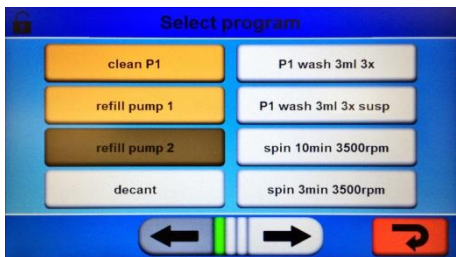 Select program
clean P1
P1 wash 3ml 3x
refill pump 1
P1 wash 3ml 3x susp
refill pump 2
spin 10min 3500rpm
decant
spin 3min 3500rpm